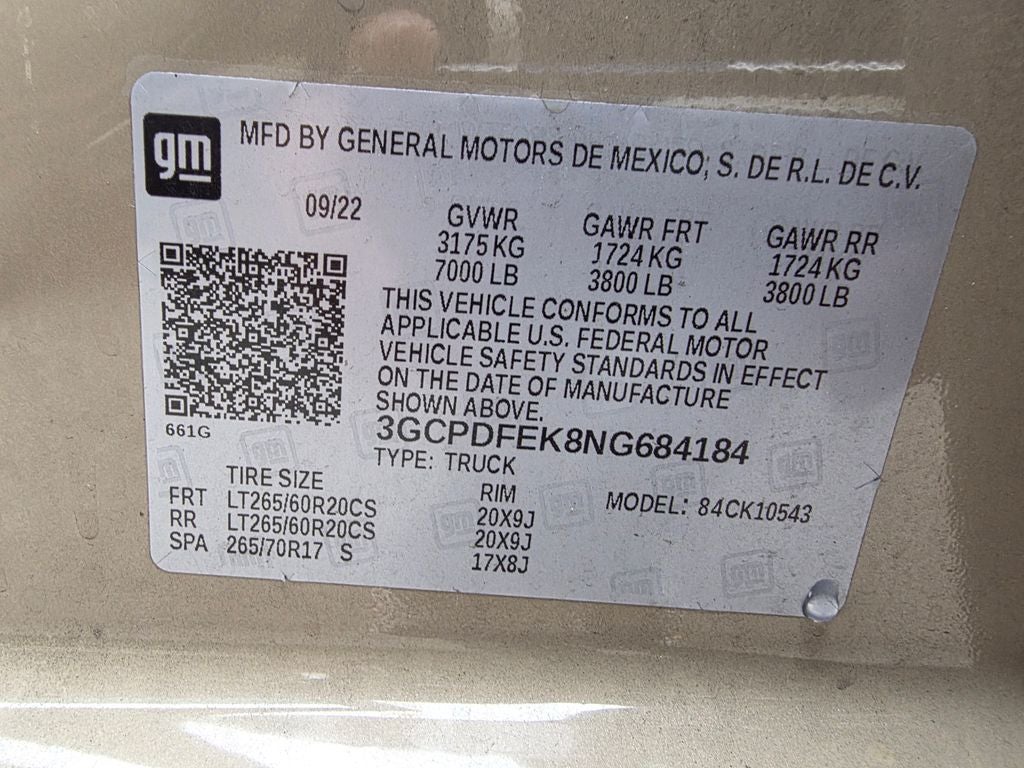 gm
MFD BY GENERAL MOTORS DE MEXICO; S. DE R.L. DE C.V.
09/22 GVWR GAWR FRT GAWR RR
3175 KG 1724 KG 1724 KG
7000 LB 3800 LB 3800 LB
THIS VEHICLE CONFORMS TO ALL
APPLICABLE U.S. FEDERAL MOTOR
VEHICLE SAFETY STANDARDS IN EFFECT
ON THE DATE OF MANUFACTURE
SHOWN ABOVE.
661G
3GCPDFEK8NG684184
TYPE: TRUCK
TIRE SIZE RIM MODEL: 84CK10543
FRT LT265/60R20CS 20X9J
RR LT265/60R20CS 20X9J
SPA 265/70R17 S 17X8J